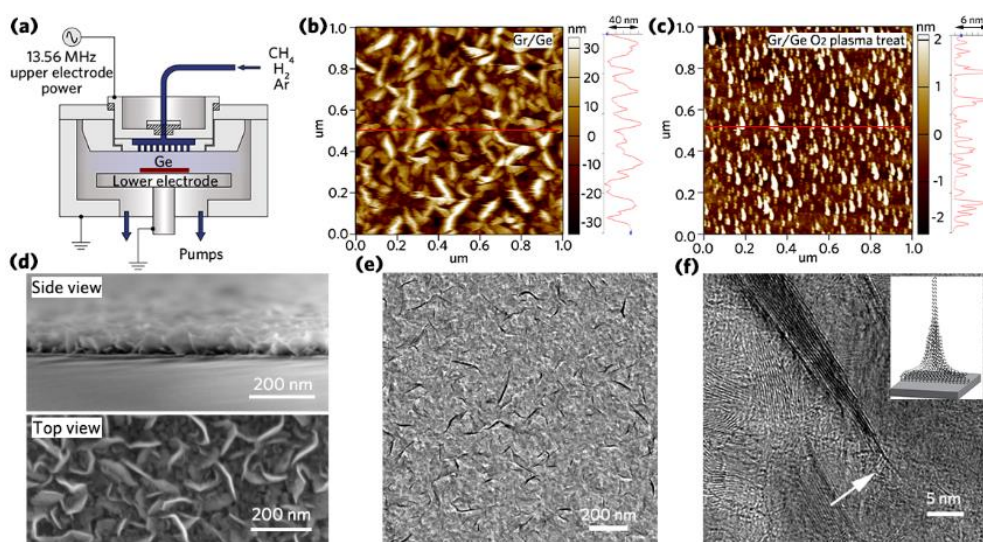 (a)
13.56 MHz
upper electrode
power
CH4
H2
Ar
Ge
Lower electrode
Pumps
(b)
nm
40 nm
Gr/Ge
1.0
0.8
0.6
0.4
0.2
0.0
um
0.0 0.2 0.4 0.6 0.8 1.0
um
30
20
10
0
-10
-20
-30
(c)
nm
6 nm
Gr/Ge O2 plasma treat
1.0
0.8
0.6
0.4
0.2
0.0
um
0.0 0.2 0.4 0.6 0.8 1.0
um
2
1
0
-1
-2
(d)
Side view
200 nm
Top view
200 nm
(e)
200 nm
(f)
5 nm